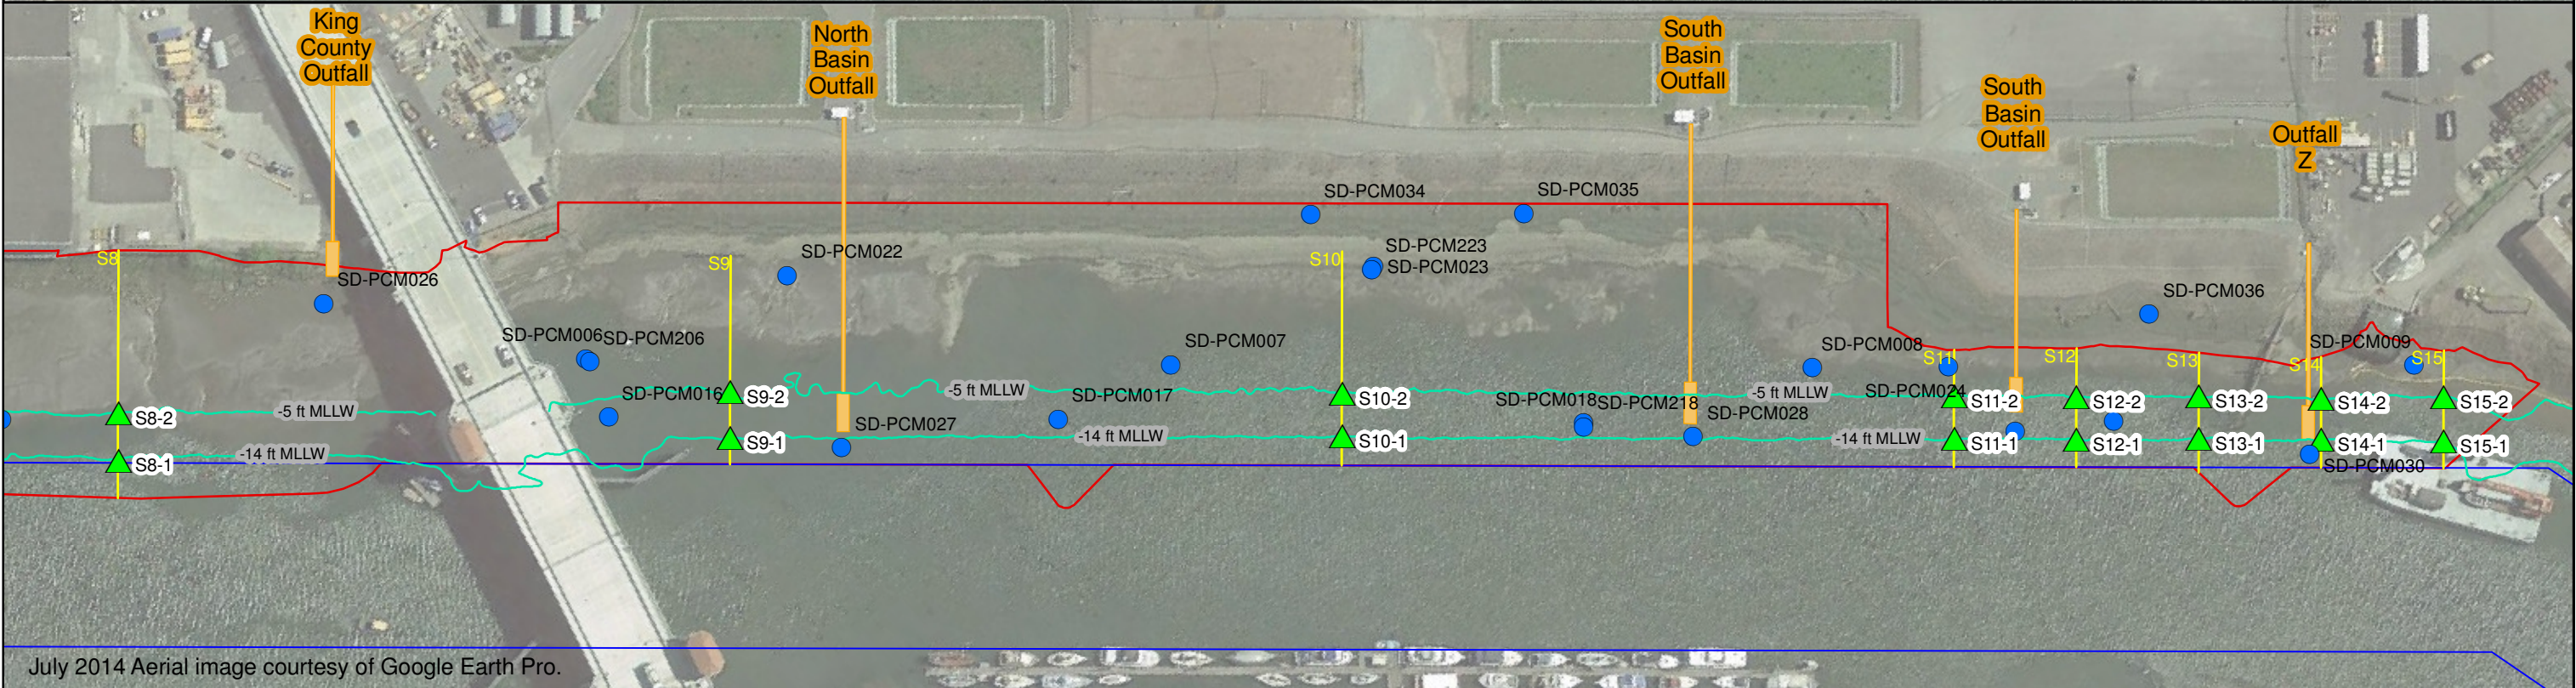 King
County
Outfall
North
Basin
Outfall
South
Basin
Outfall
South
Basin
Outfall
Outfall
Z
SD-PCM034
SD-PCM035
SD-PCM022
SD-PCM223
SD-PCM023
S8
S9
S10
SD-PCM026
SD-PCM036
SD-PCM006
SD-PCM206
SD-PCM007
SD-PCM008
SD-PCM009
S11
S12
S13
S14
S15
SD-PCM016
SD-PCM017
SD-PCM018
SD-PCM218
SD-PCM024
SD-PCM028
SD-PCM027
SD-PCM030
-5 ft MLLW
-5 ft MLLW
-5 ft MLLW
-14 ft MLLW
-14 ft MLLW
-14 ft MLLW
S8-2
S9-2
S10-2
S11-2
S12-2
S13-2
S14-2
S15-2
S8-1
S9-1
S10-1
S11-1
S12-1
S13-1
S14-1
S15-1
July 2014 Aerial image courtesy of Google Earth Pro.